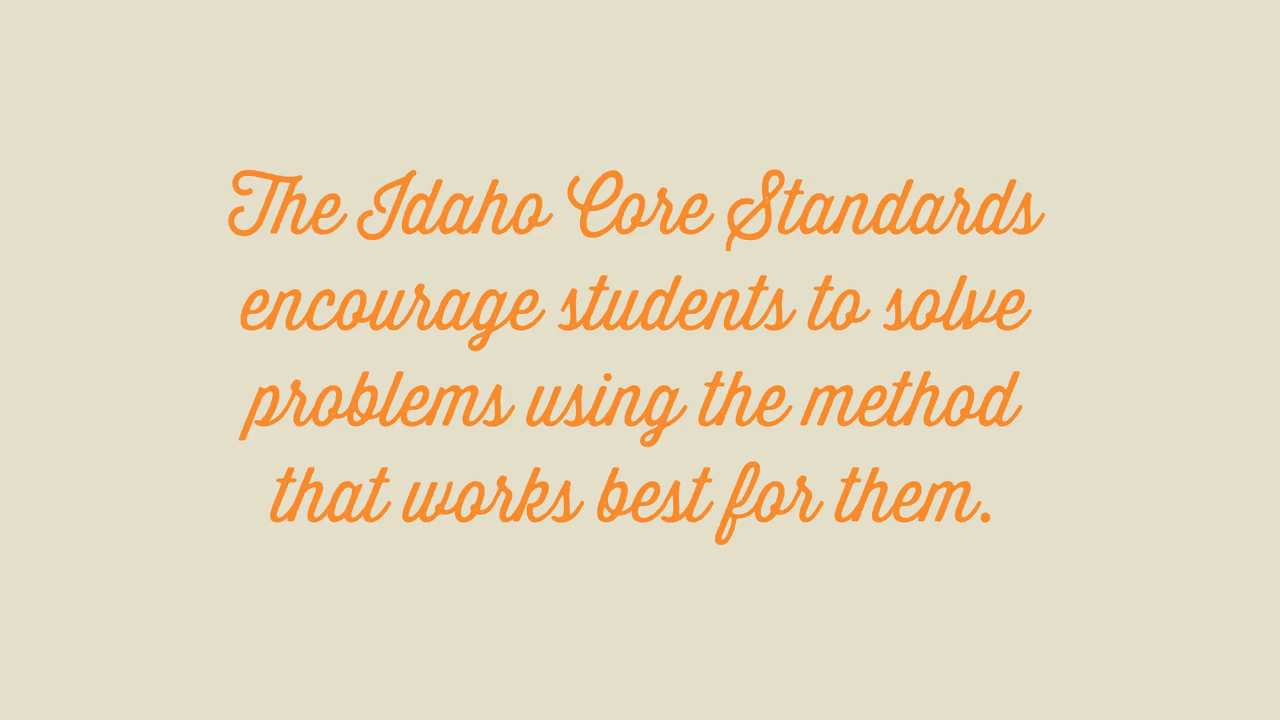 The Idaho Core Standards
encourage students to solve
problems using the method
that works best for them.